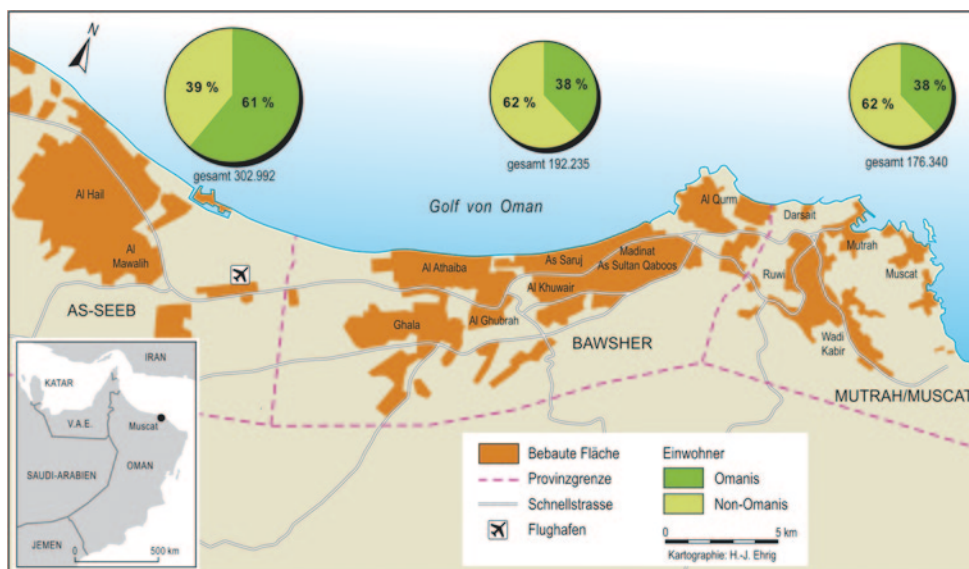 N
39 %
61 %
gesamt 302.992
62 %
38 %
gesamt 192.235
62 %
38 %
gesamt 176.340
Golf von Oman
Al Hail
Al
Mawalih
AS-SEEB
Al Athaiba
Ghala
Al Ghubrah
As Saruj
Al Khuwair
Madinat
As Sultan Qaboos
BAWSHER
Al Qurm
Darsait
Ruwi
Mutrah
Muscat
Wadi
Kabir
MUTRAH/MUSCAT
IRAN
KATAR
V.A.E.
Muscat
OMAN
SAUDI-ARABIEN
JEMEN
0 500 km
Bebaute Fläche
Provinzgrenze
Schnellstrasse
Flughafen
Einwohner
Omanis
Non-Omanis
0 5 km
Kartographie: H.-J. Ehrig